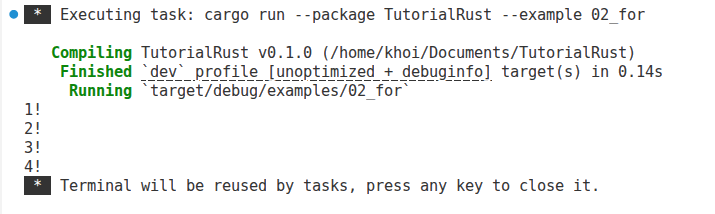 * Executing task: cargo run --package TutorialRust --example 02_for
Compiling TutorialRust v0.1.0 (/home/khoi/Documents/TutorialRust)
Finished `dev` profile [unoptimized + debuginfo] target(s) in 0.14s
Running `target/debug/examples/02_for`
1!
2!
3!
4!
* Terminal will be reused by tasks, press any key to close it.